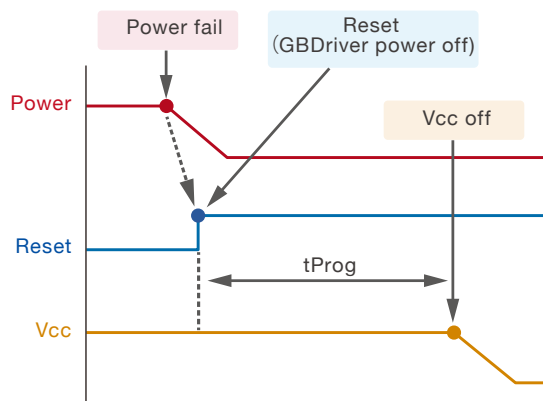 Power fail
Reset
(GBDriver power off)
Power
Vcc off
Reset
tProg
Vcc